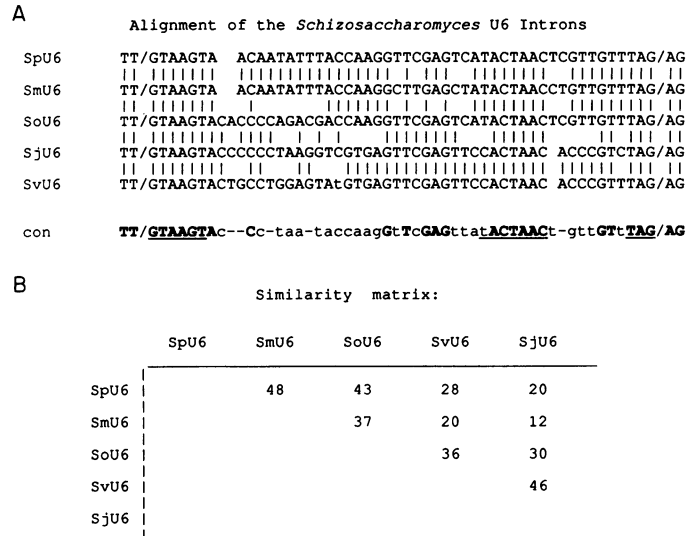 A
Alignment of the Schizosaccharomyces U6 Introns
SpU6 TT/GTAAGTA ACAATATTTACCAAGGTTCGAGTCATACTAACTCGTTGTTTAG/AG
SmU6 TT/GTAAGTA ACAATATTTACCAAGGCTTGAGCTATACTAACCTGTTGTTTAG/AG
SoU6 TT/GTAAGTACACCCCAGACGACCAAGGTTCGAGTCATACTAACTCGTTGTTTAG/AG
SjU6 TT/GTAAGTACCCCCCTAAGGTCGTGAGTTCGAGTTCCACTAAC ACCCGTCTAG/AG
SvU6 TT/GTAAGTACTGCCTGGAGTAtGTGAGTTCGAGTTCCACTAAC ACCCGTTTAG/AG
con TT/GTAAGTAc--Cc-taa-taccaagGtTcGAGttatACTAACt-gttGTtTAG/AG
B
Similarity matrix:
SpU6 SmU6 SoU6 SvU6 SjU6
SpU6 48 43 28 20
SmU6 37 20 12
SoU6 36 30
SvU6 46
SjU6